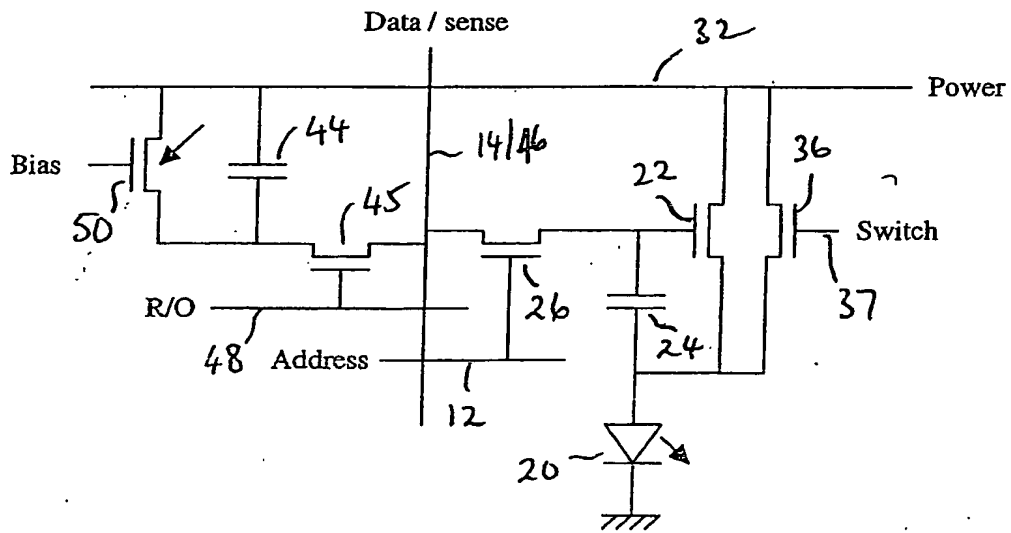 Data / sense
32
Power
Bias
44
14/46
22
36
50
45
Switch
R/O
26
37
48
Address
24
12
20